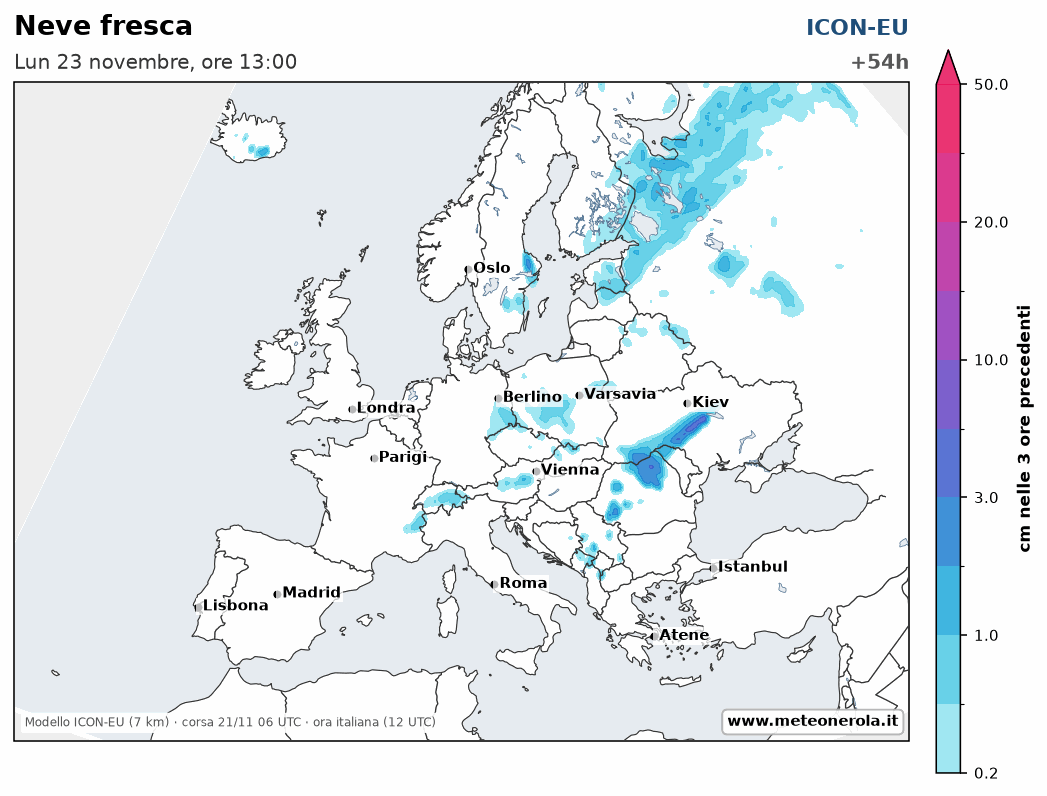 Neve fresca
ICON-EU
Lun 23 novembre, ore 13:00
+54h
50.0
20.0
10.0
3.0
1.0
0.2
cm nelle 3 ore precedenti
Oslo
Berlino
Varsavia
Kiev
Londra
Parigi
Vienna
Istanbul
Roma
Madrid
Lisbona
Atene
Modello ICON-EU (7 km) · corsa 21/11 06 UTC · ora italiana (12 UTC)
www.meteonerola.it